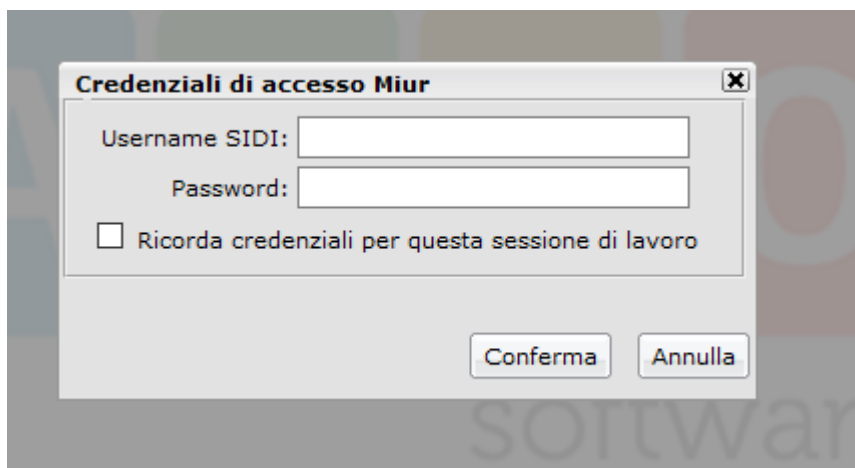 Credenziali di accesso Miur
Username SIDI:
Password:
Ricorda credenziali per questa sessione di lavoro
Conferma Annulla
softwar